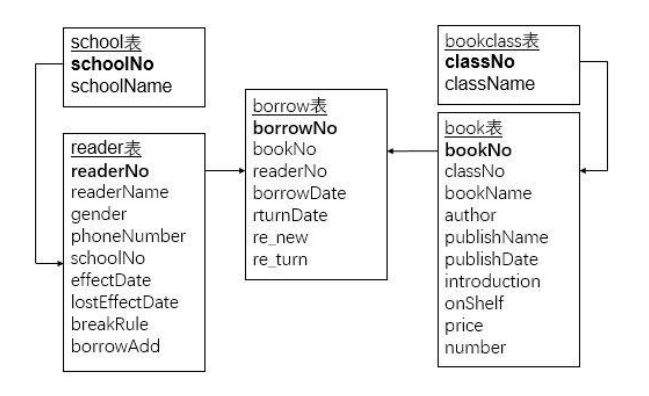 school表
schoolNo
schoolName
reader表
readerNo
readerName
gender
phoneNumber
schoolNo
effectDate
lostEffectDate
breakRule
borrowAdd
borrow表
borrowNo
bookNo
readerNo
borrowDate
rturnDate
re_new
re_turn
bookclass表
classNo
className
book表
bookNo
classNo
bookName
author
publishName
publishDate
introduction
onShelf
price
number